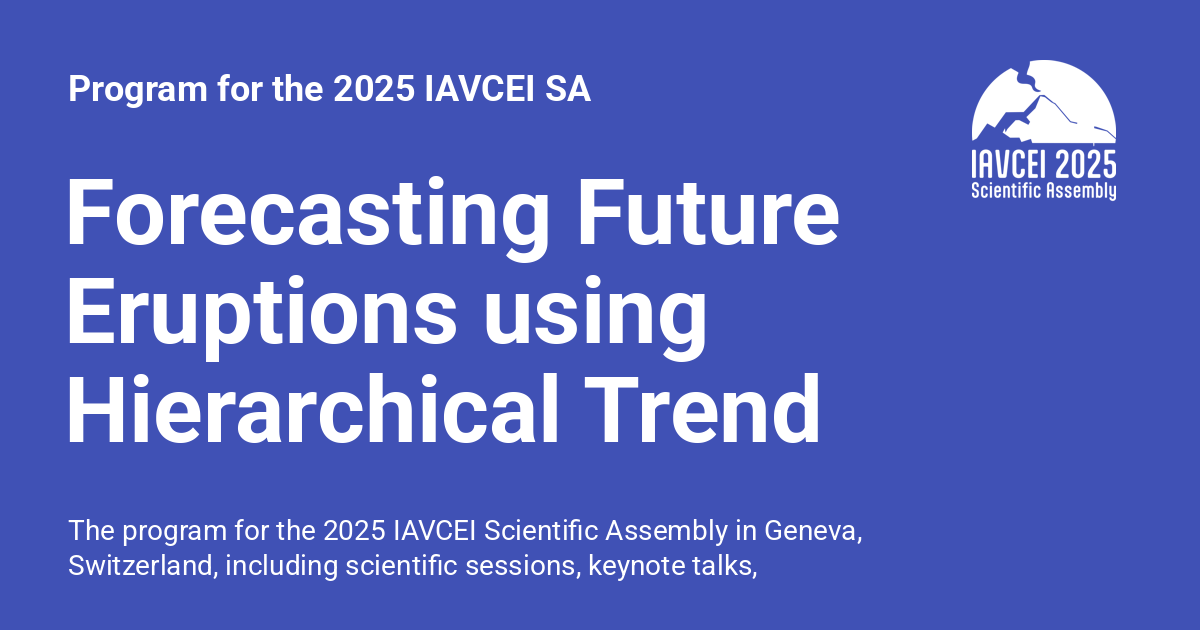 Program for the 2025 IAVCEI SA
IAVCEI 2025
Scientific Assembly
Forecasting Future
Eruptions using
Hierarchical Trend
The program for the 2025 IAVCEI Scientific Assembly in Geneva,
Switzerland, including scientific sessions, keynote talks,